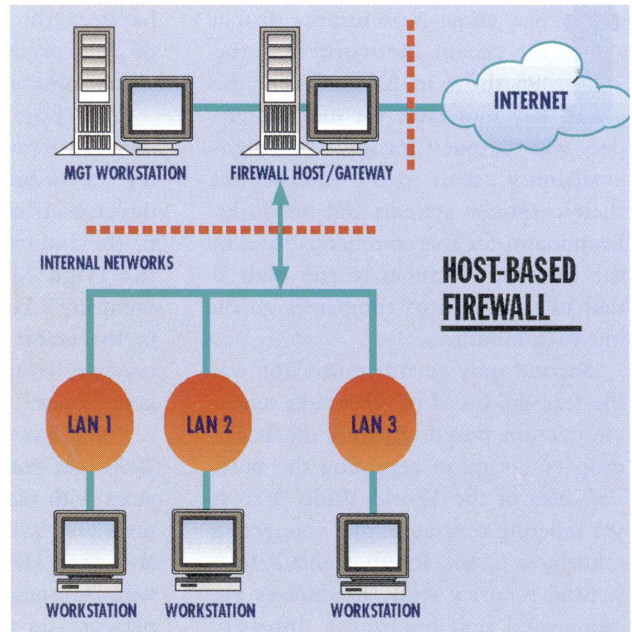 INTERNET
MGT WORKSTATION
FIREWALL HOST/GATEWAY
INTERNAL NETWORKS
HOST-BASED
FIREWALL
LAN 1
LAN 2
LAN 3
WORKSTATION
WORKSTATION
WORKSTATION